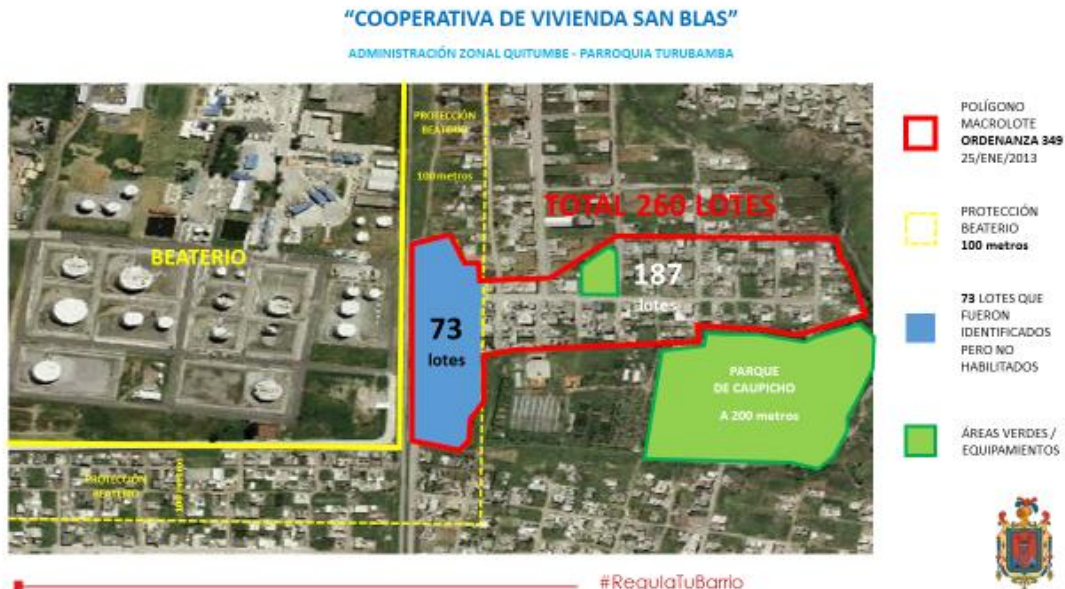 “COOPERATIVA DE VIVIENDA SAN BLAS”
ADMINISTRACIÓN ZONAL QUITUMBE - PARROQUIA TURUBAMBA
PROTECCIÓN
BEATERIO
100 metros
TOTAL 260 LOTES
BEATERIO
187
lotes
73
lotes
PARQUE
DE CAUPICHO
A 200 metros
PROTECCIÓN
BEATERIO
100 metros
POLÍGONO
MACROLOTE
ORDENANZA 349
25/ENE/2013
PROTECCIÓN
BEATERIO
100 metros
73 LOTES QUE
FUERON
IDENTIFICADOS
PERO NO
HABILITADOS
ÁREAS VERDES /
EQUIPAMIENTOS
#RegulaTuBarrio